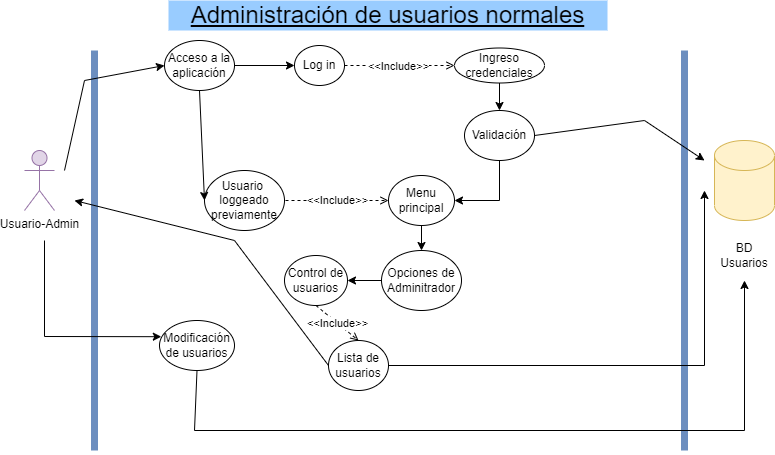 Administración de usuarios normales
Acceso a la
aplicación
Log in
<<Include>>
Ingreso
credenciales
Validación
Usuario
loggeado
previamente
<<Include>>
Menu
principal
Usuario-Admin
BD
Usuarios
Control de
usuarios
Opciones de
Adminitrador
<<Include>>
Modificación
de usuarios
Lista de
usuarios